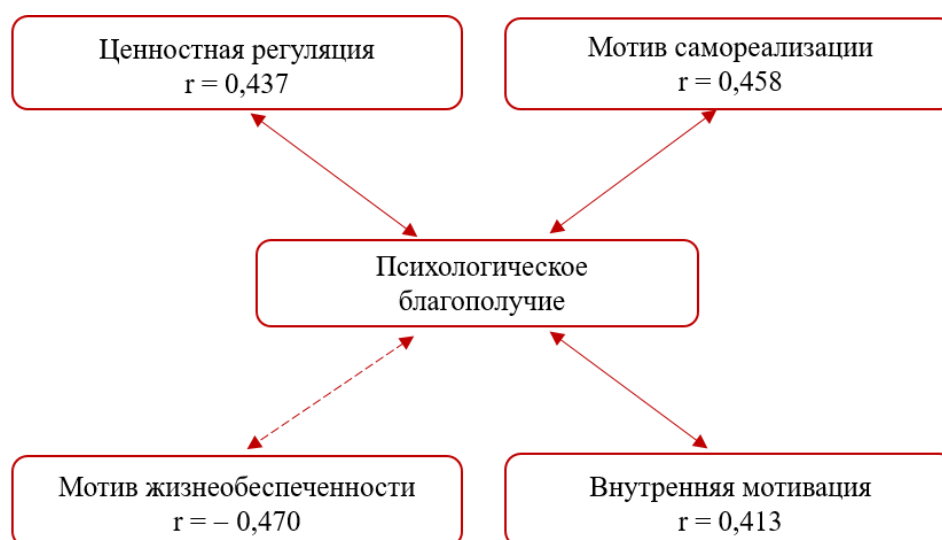 Ценностная регуляция
r = 0,437
Мотив самореализации
r = 0,458
Психологическое
благополучие
Мотив жизнеобеспеченности
r = – 0,470
Внутренняя мотивация
r = 0,413